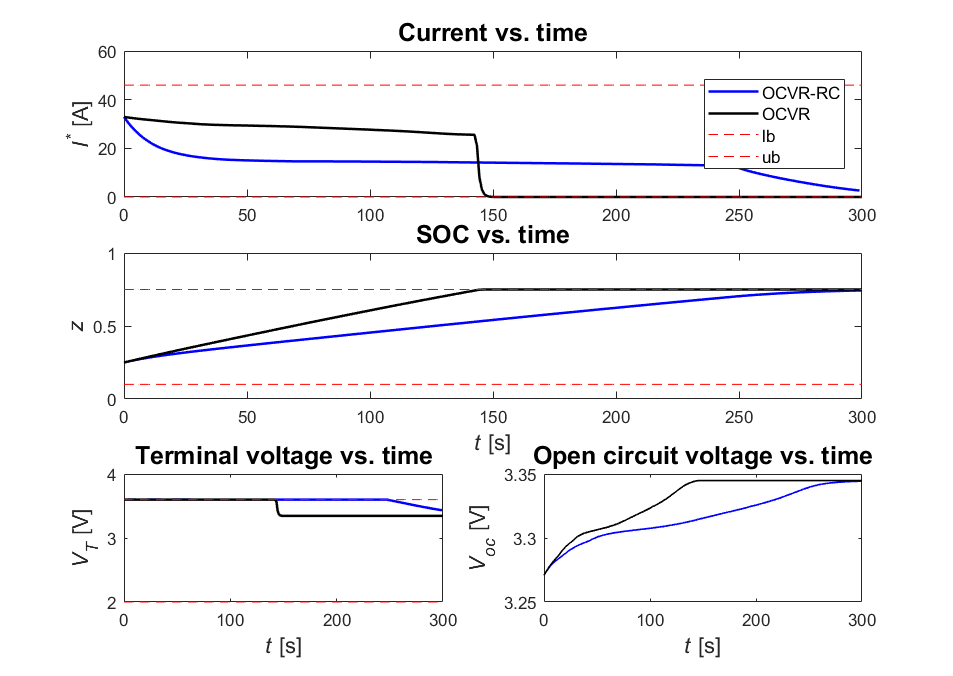 Current vs. time
60
40
20
0
I* [A]
OCVR-RC
OCVR
lb
ub
0 50 100 150 200 250 300
SOC vs. time
1
0.5
0
z
0 50 100 150 200 250 300
t [s]
Terminal voltage vs. time
4
3
2
V_T [V]
0 100 200 300
t [s]
Open circuit voltage vs. time
3.35
3.3
3.25
V_oc [V]
0 100 200 300
t [s]